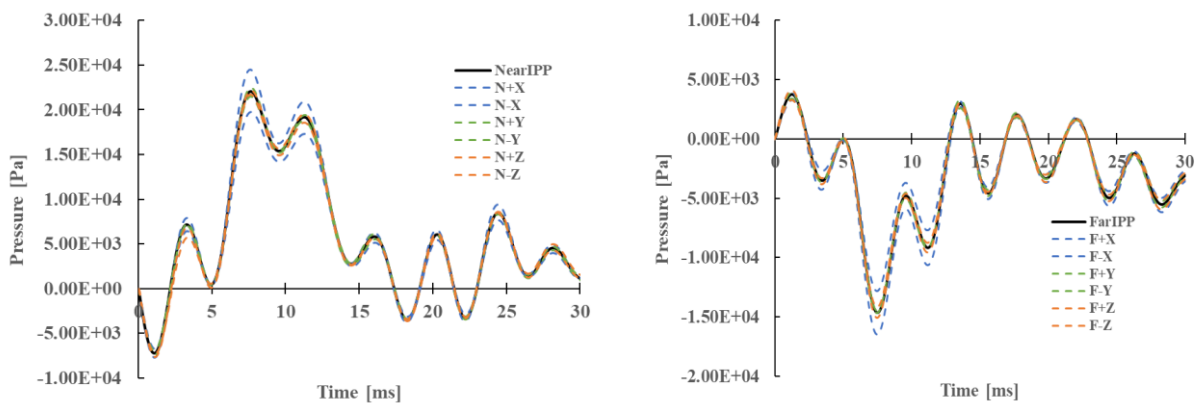 3.00E+04
2.50E+04
2.00E+04
1.50E+04
1.00E+04
5.00E+03
0.00E+00
-5.00E+03
-1.00E+04
Pressure [Pa]
0 5 10 15 20 25 30
Time [ms]
NearIPP
N+X
N-X
N+Y
N-Y
N+Z
N-Z
1.00E+04
5.00E+03
0.00E+00
-5.00E+03
-1.00E+04
-1.50E+04
-2.00E+04
Pressure [Pa]
0 5 10 15 20 25 30
Time [ms]
FarIPP
F+X
F-X
F+Y
F-Y
F+Z
F-Z